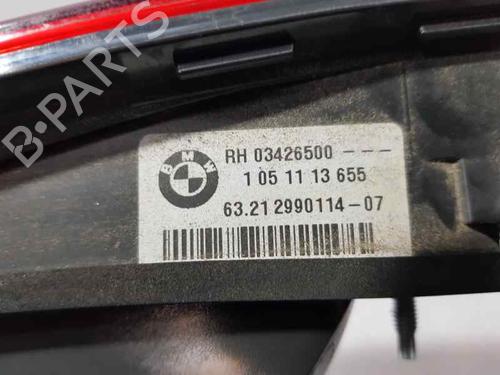 B-PARTS
BMW
RH 03426500 ---
1 05 11 13 655
63.21 2990114-07